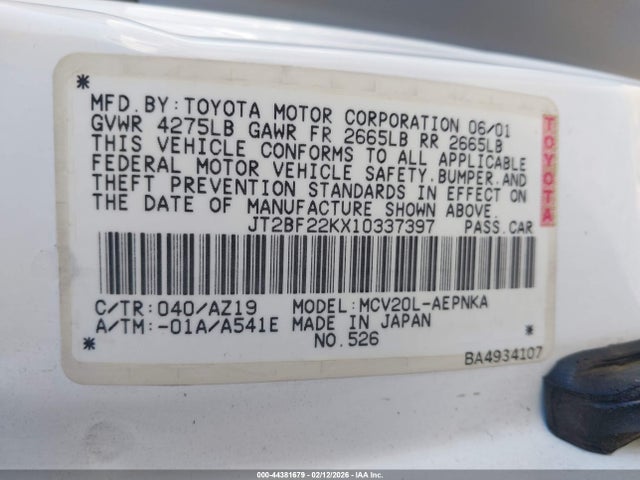 MFD.BY:TOYOTA MOTOR CORPORATION 06/01
GVWR 4275LB GAWR FR 2665LB RR 2665LB
THIS VEHICLE CONFORMS TO ALL APPLICABLE
FEDERAL MOTOR VEHICLE SAFETY.BUMPER.AND
THEFT PREVENTION STANDARDS IN EFFECT ON
THE DATE OF MANUFACTURE SHOWN ABOVE.
JT2BF22KX10337397 PASS.CAR
C/TR:040/AZ19 MODEL:MCV20L-AEPNKA
A/TM:-01A/A541E MADE IN JAPAN
NO.526
BA4934107
TOYOTA
000-44381679 - 02/12/2026 - IAA Inc.